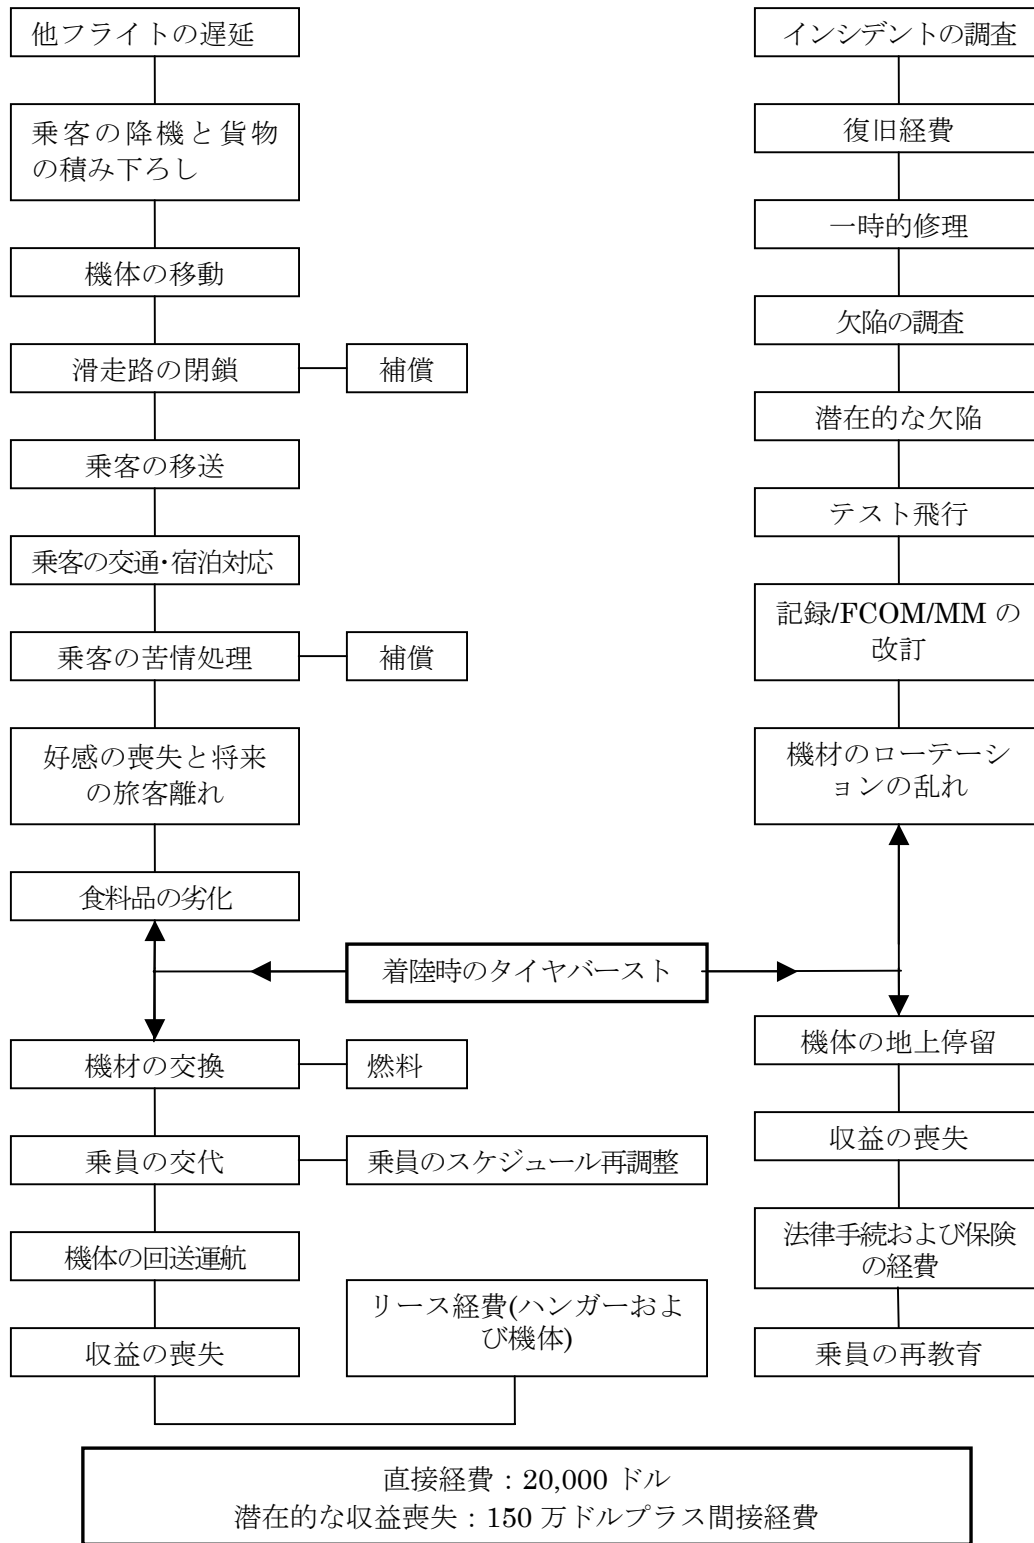 他フライトの遅延
乗客の降機と貨物
の積み下ろし
機体の移動
滑走路の閉鎖
補償
乗客の移送
乗客の交通・宿泊対応
乗客の苦情処理
補償
好感の喪失と将来
の旅客離れ
食料品の劣化
インシデントの調査
復旧経費
一時的修理
欠陥の調査
潜在的な欠陥
テスト飛行
記録/FCOM/MM の
改訂
機材のローテーシ
ョンの乱れ
着陸時のタイヤバースト
機材の交換
燃料
乗員の交代
乗員のスケジュール再調整
機体の回送運航
収益の喪失
リース経費(ハンガーおよ
び機体)
機体の地上停留
収益の喪失
法律手続および保険
の経費
乗員の再教育
直接経費：20,000 ドル
潜在的な収益喪失：150 万ドルプラス間接経費